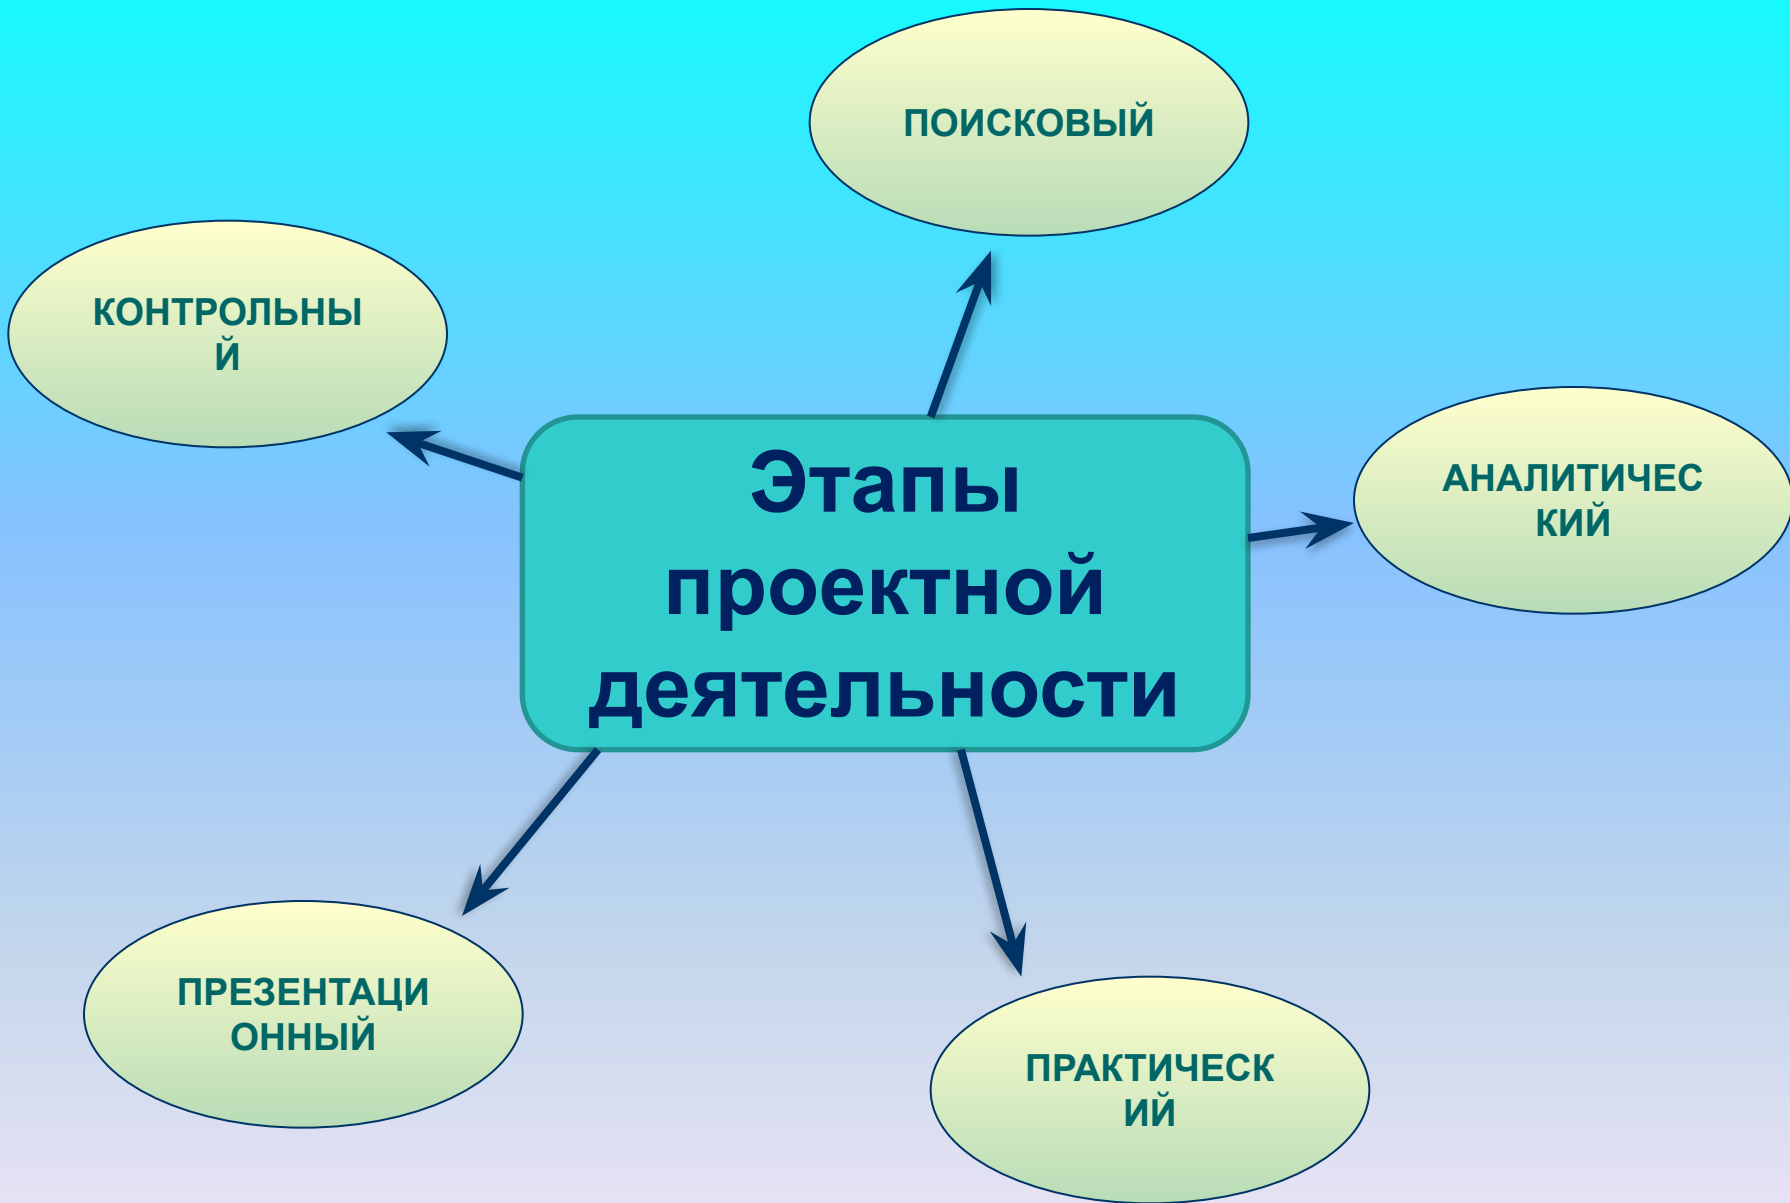 ПОИСКОВЫЙ
КОНТРОЛЬНЫ
Й
АНАЛИТИЧЕС
КИЙ
Этапы
проектной
деятельности
ПРЕЗЕНТАЦИ
ОННЫЙ
ПРАКТИЧЕСК
ИЙ